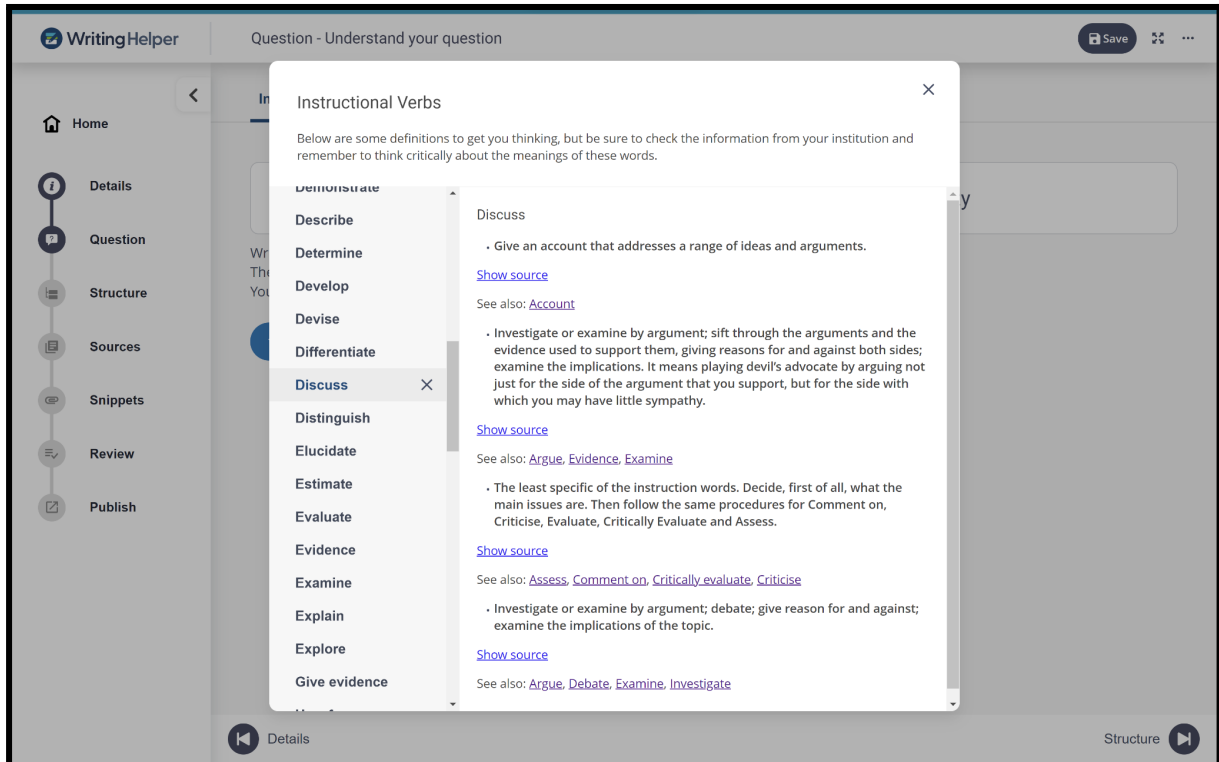 WritingHelper
Question - Understand your question
Save
Home
Details
Question
Structure
Sources
Snippets
Review
Publish
Instructional Verbs
Below are some definitions to get you thinking, but be sure to check the information from your institution and
remember to think critically about the meanings of these words.
Demonstrate
Describe
Determine
Develop
Devise
Differentiate
Discuss
Distinguish
Elucidate
Estimate
Evaluate
Evidence
Examine
Explain
Explore
Give evidence
Discuss
• Give an account that addresses a range of ideas and arguments.
Show source
See also: Account
• Investigate or examine by argument; sift through the arguments and the
evidence used to support them, giving reasons for and against both sides;
examine the implications. It means playing devil's advocate by arguing not
just for the side of the argument that you support, but for the side with
which you may have little sympathy.
Show source
See also: Argue, Evidence, Examine
• The least specific of the instruction words. Decide, first of all, what the
main issues are. Then follow the same procedures for Comment on,
Criticise, Evaluate, Critically Evaluate and Assess.
Show source
See also: Assess, Comment on, Critically evaluate, Criticise
• Investigate or examine by argument; debate; give reason for and against;
examine the implications of the topic.
Show source
See also: Argue, Debate, Examine, Investigate
Details
Structure